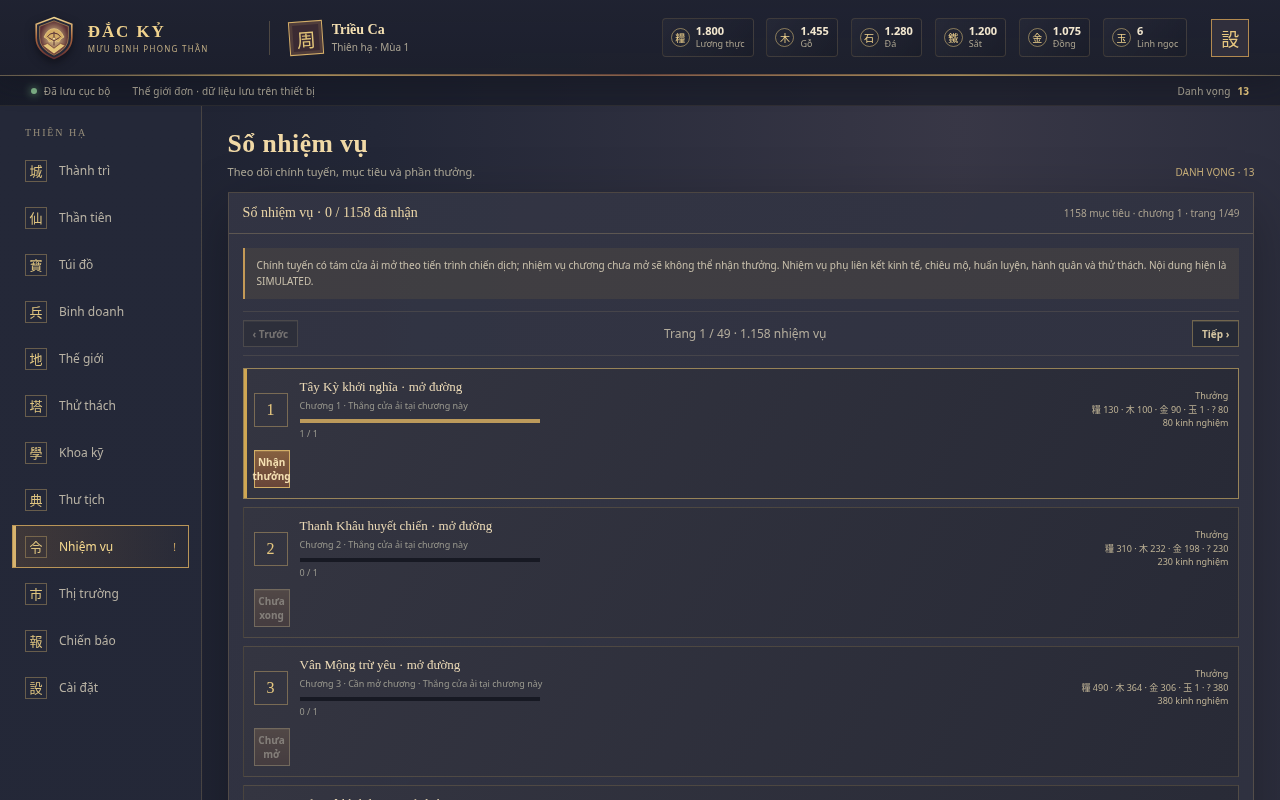 ĐẮC KỶ
MƯU ĐỊNH PHONG THẦN
周
Triều Ca
Thiên hạ · Mùa 1
糧 1.800 Lương thực
木 1.455 Gỗ
石 1.280 Đá
鐵 1.200 Sắt
金 1.075 Đồng
玉 6 Linh ngọc
設
Đã lưu cục bộ
Thế giới đơn · dữ liệu lưu trên thiết bị
Danh vọng 13
THIÊN HẠ
城 Thành trì
仙 Thần tiên
寶 Túi đồ
兵 Binh doanh
地 Thế giới
塔 Thử thách
學 Khoa kỹ
典 Thư tịch
令 Nhiệm vụ !
市 Thị trường
報 Chiến báo
設 Cài đặt
Sổ nhiệm vụ
Theo dõi chính tuyến, mục tiêu và phần thưởng.
DANH VỌNG · 13
Sổ nhiệm vụ · 0 / 1158 đã nhận
1158 mục tiêu · chương 1 · trang 1/49
Chính tuyến có tám cửa ải mở theo tiến trình chiến dịch; nhiệm vụ chương chưa mở sẽ không thể nhận thưởng. Nhiệm vụ phụ liên kết kinh tế, chiêu mộ, huấn luyện, hành quân và thử thách. Nội dung hiện là
SIMULATED.
‹ Trước
Trang 1 / 49 · 1.158 nhiệm vụ
Tiếp ›
1
Tây Kỳ khởi nghĩa · mở đường
Chương 1 · Thắng cửa ải tại chương này
1 / 1
Thưởng
糧 130 · 木 100 · 金 90 · 玉 1 · ? 80
80 kinh nghiệm
Nhận
thưởng
2
Thanh Khâu huyết chiến · mở đường
Chương 2 · Thắng cửa ải tại chương này
0 / 1
Thưởng
糧 310 · 木 232 · 金 198 · ? 230
230 kinh nghiệm
Chưa
xong
3
Vân Mộng trừ yêu · mở đường
Chương 3 · Cần mở chương · Thắng cửa ải tại chương này
0 / 1
Thưởng
糧 490 · 木 364 · 金 306 · 玉 1 · ? 380
380 kinh nghiệm
Chưa
mở